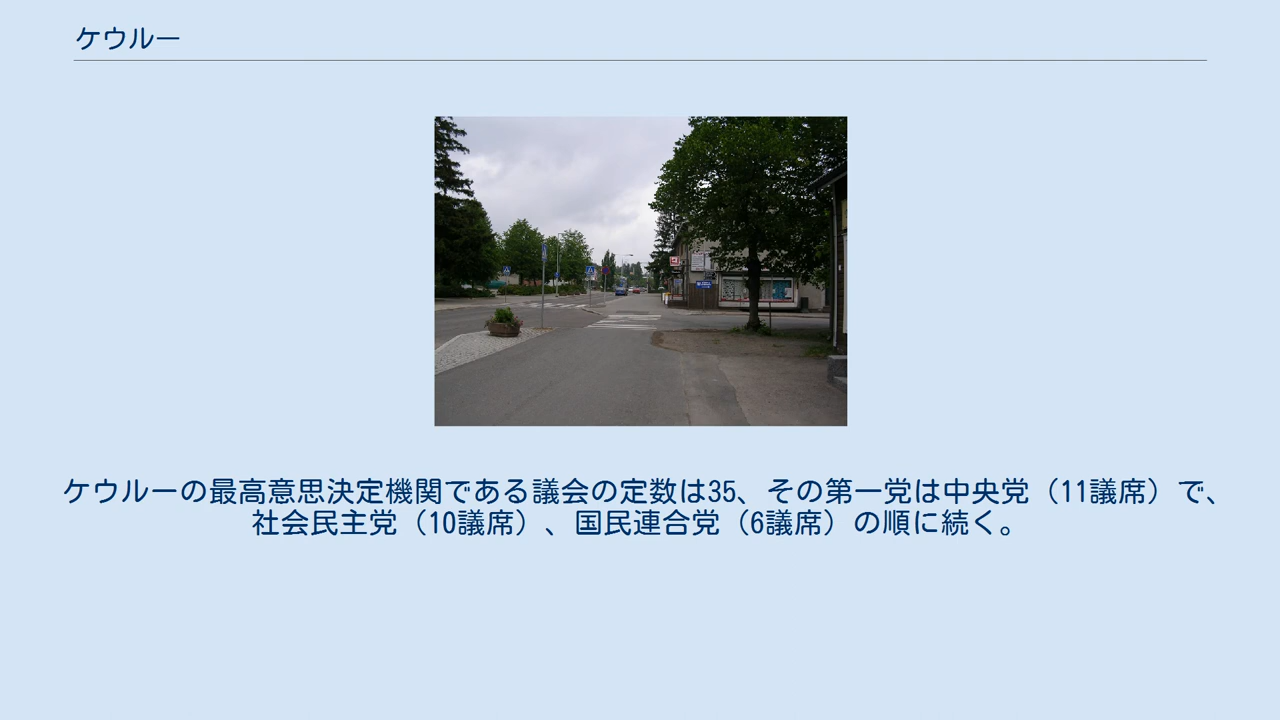 ケウルー
ケウルーの最高意思決定機関である議会の定数は35、その第一党は中央党（11議席）で、
社会民主党（10議席）、国民連合党（6議席）の順に続く。